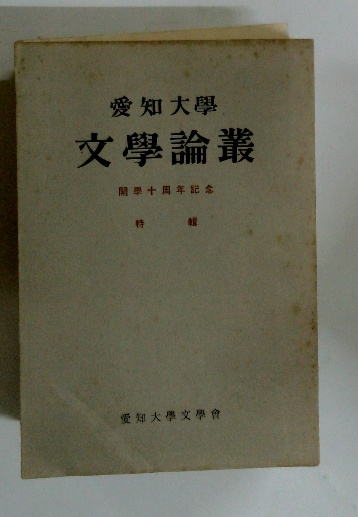 愛知大學
文學論叢
開學十周年記念
特輯
愛知大學文學會